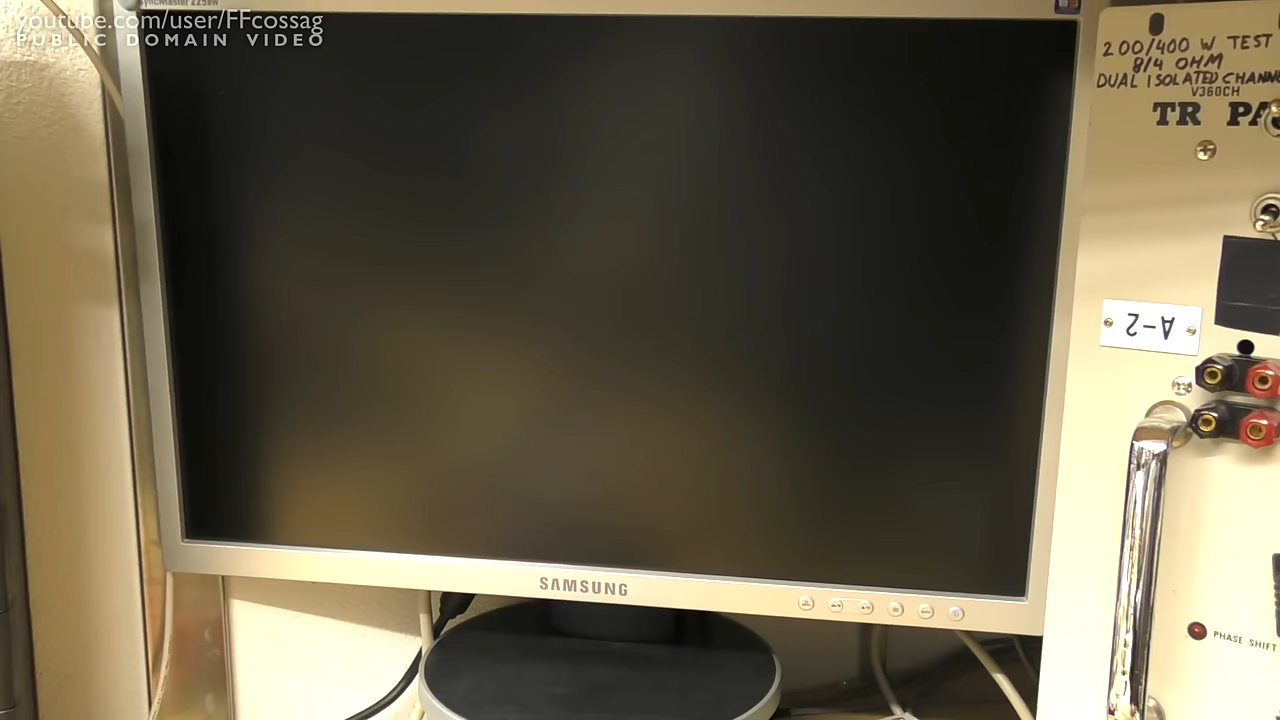 SyncMaster 225BW
youtube.com/user/FFcossag
PUBLIC DOMAIN VIDEO
200/400 W TEST
8/4 OHM
DUAL ISOLATED CHANN
V360CH
TR PA
A-2
SAMSUNG
PHASE SHIFT